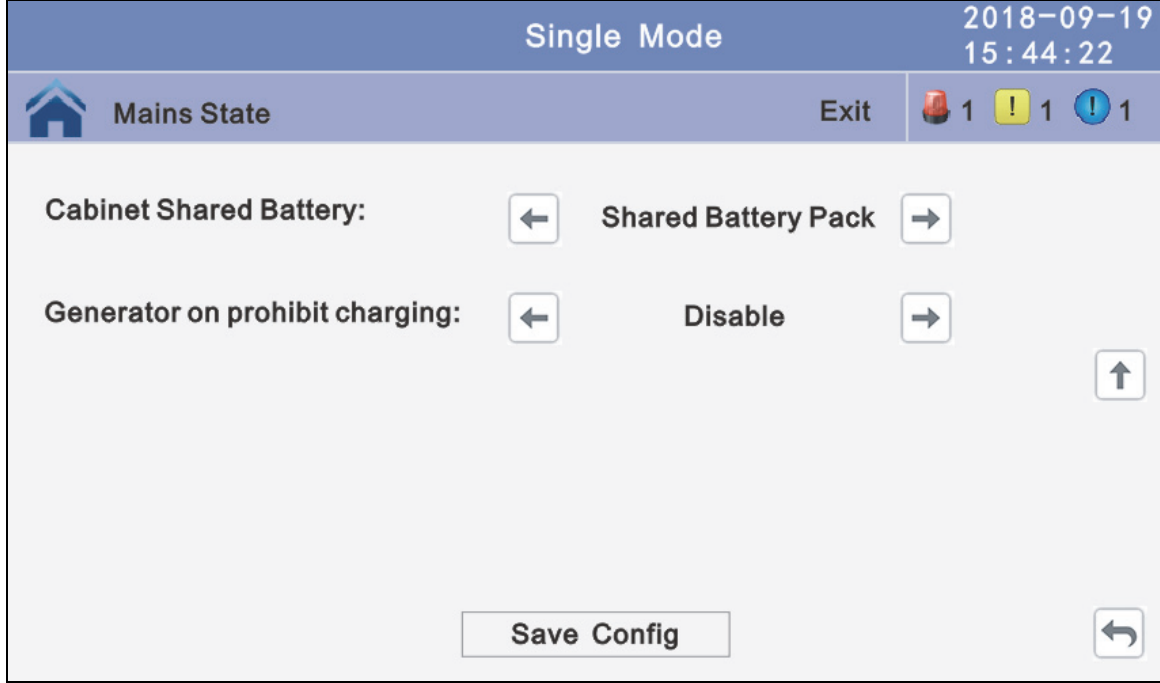 Single Mode
2018-09-19
15:44:22
Mains State
Exit
1
! 1
! 1
Cabinet Shared Battery:
Shared Battery Pack
Generator on prohibit charging:
Disable
Save Config